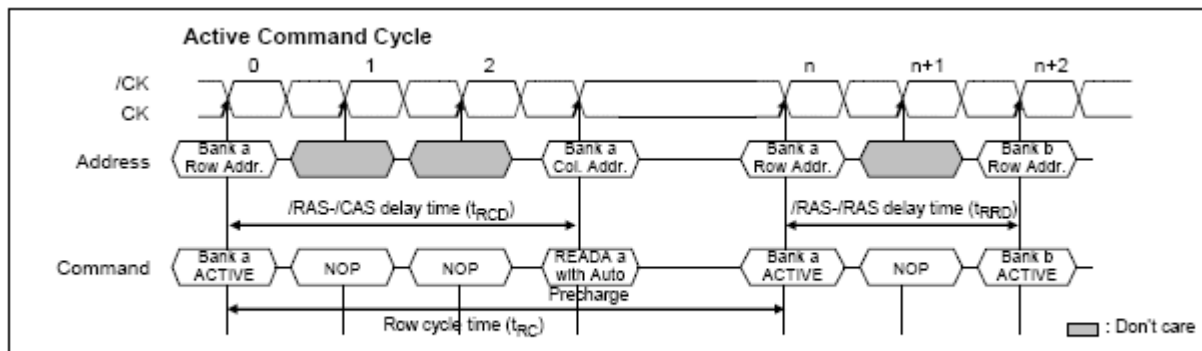 Active Command Cycle
0 1 2 n n+1 n+2
/CK
CK
Address
Bank a
Row Addr.
Bank a
Col. Addr.
Bank a
Row Addr.
Bank b
Row Addr.
/RAS-/CAS delay time (tRCD)
/RAS-/RAS delay time (tRRD)
Command
Bank a
ACTIVE
NOP
NOP
READA a
with Auto
Precharge
Bank a
ACTIVE
NOP
Bank b
ACTIVE
Row cycle time (tRC)
: Don't care